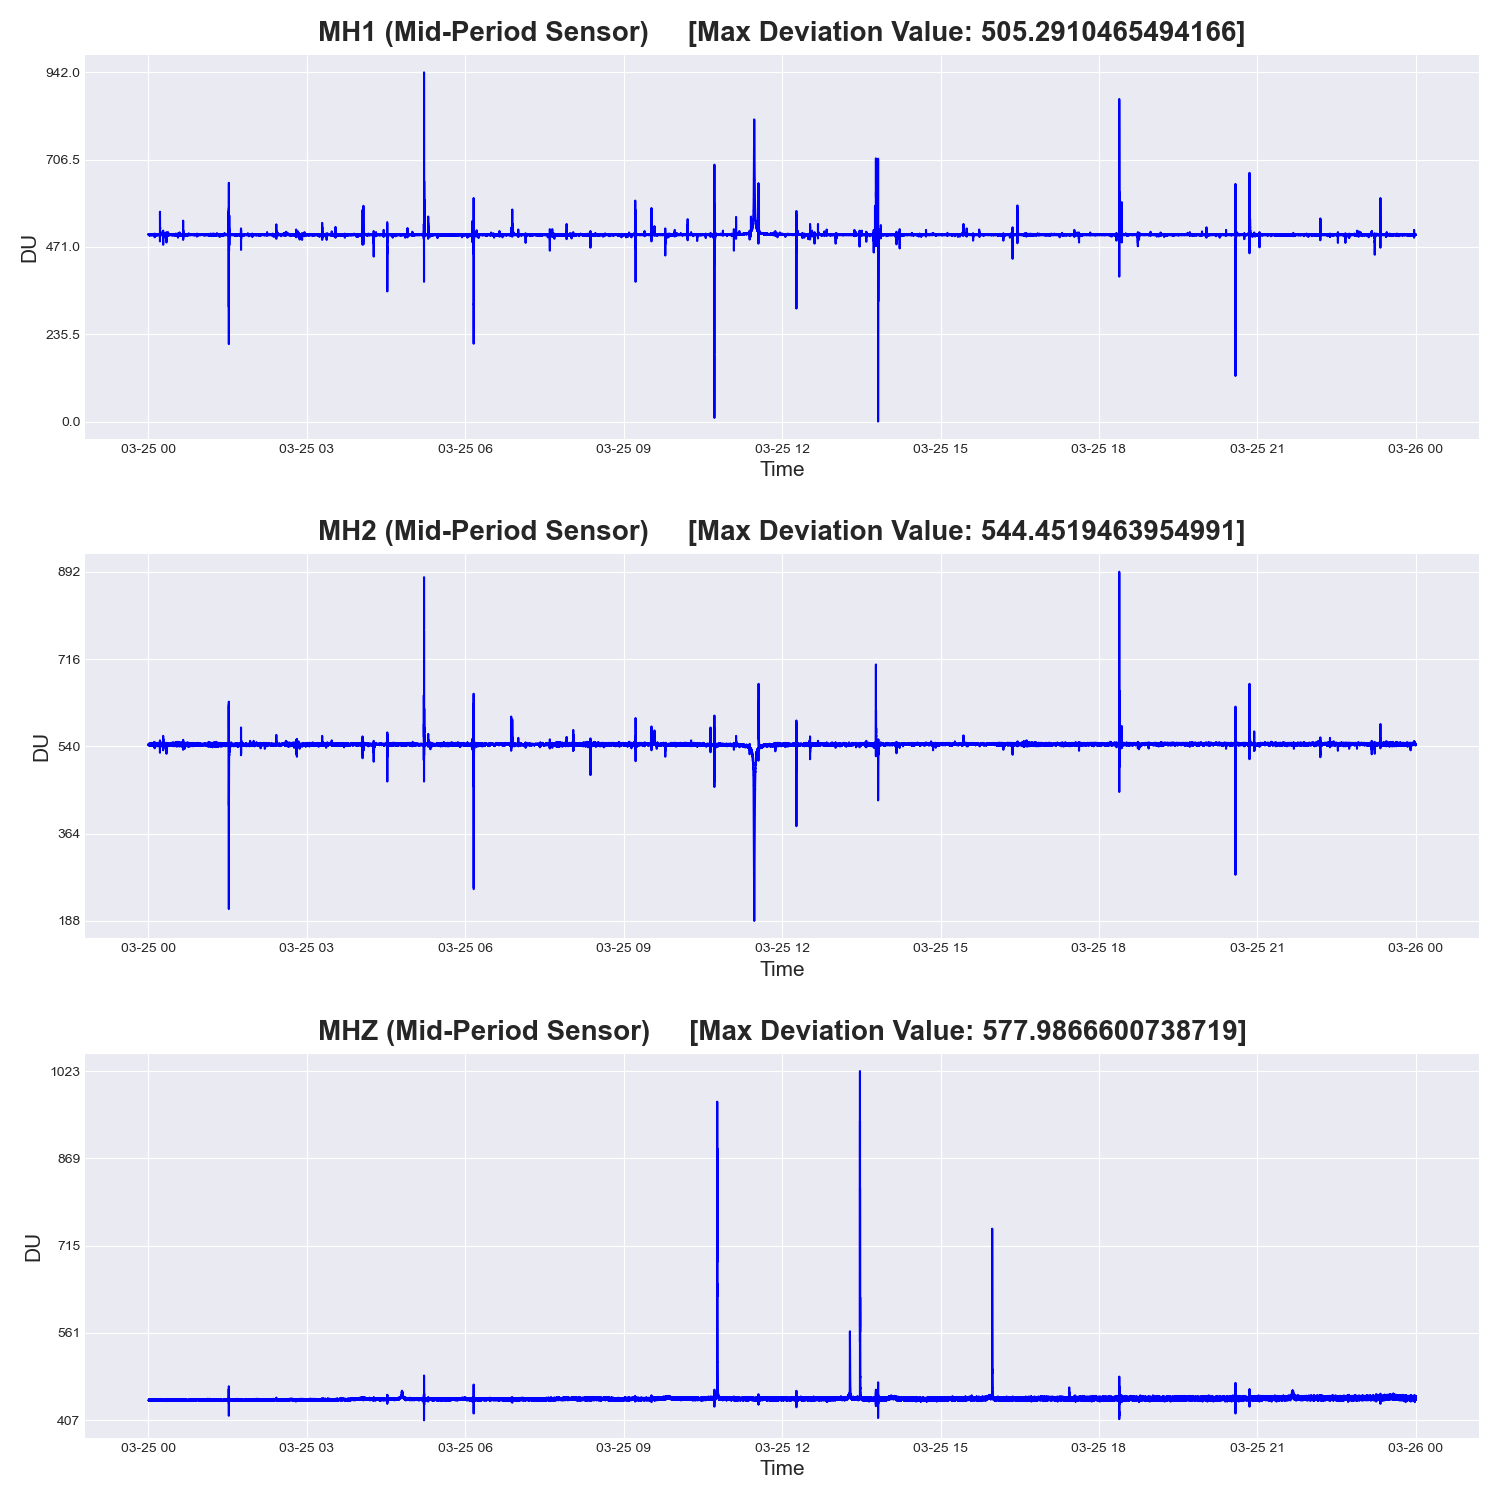 MH1 (Mid-Period Sensor) [Max Deviation Value: 505.2910465494166]
942.0
706.5
471.0
235.5
0.0
DU
03-25 00 03-25 03 03-25 06 03-25 09 03-25 12 03-25 15 03-25 18 03-25 21 03-26 00
Time
MH2 (Mid-Period Sensor) [Max Deviation Value: 544.4519463954991]
892
716
540
364
188
DU
03-25 00 03-25 03 03-25 06 03-25 09 03-25 12 03-25 15 03-25 18 03-25 21 03-26 00
Time
MHZ (Mid-Period Sensor) [Max Deviation Value: 577.9866600738719]
1023
869
715
561
407
DU
03-25 00 03-25 03 03-25 06 03-25 09 03-25 12 03-25 15 03-25 18 03-25 21 03-26 00
Time